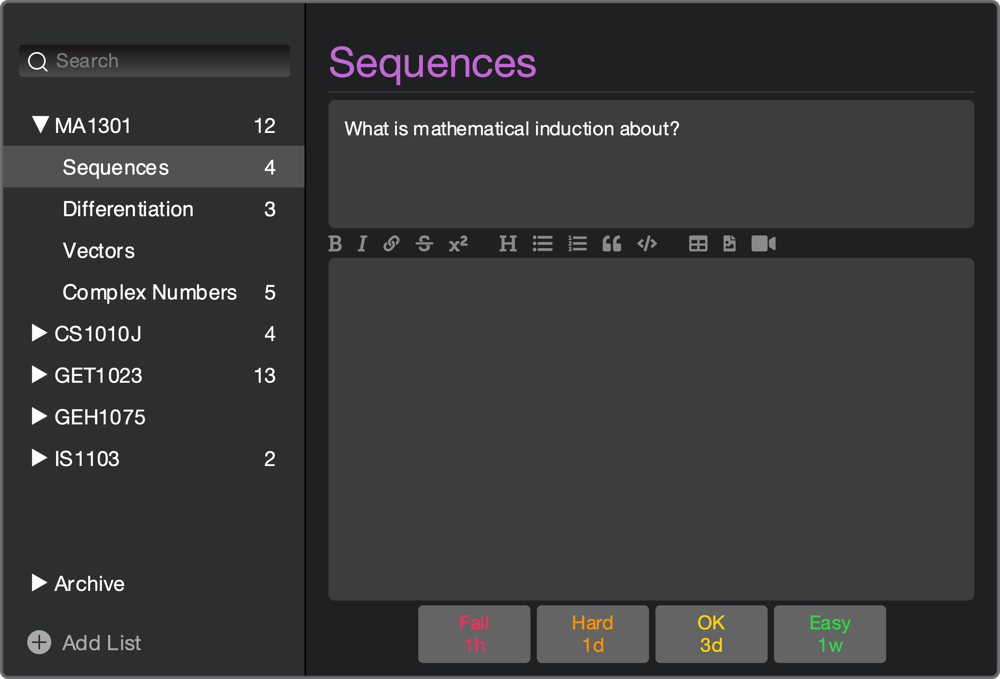 Search
MA1301 12
Sequences 4
Differentiation 3
Vectors
Complex Numbers 5
CS1010J 4
GET1023 13
GEH1075
IS1103 2
Archive
Add List
Sequences
What is mathematical induction about?
B I S x² H </>
Fail Hard OK Easy
1h 1d 3d 1w